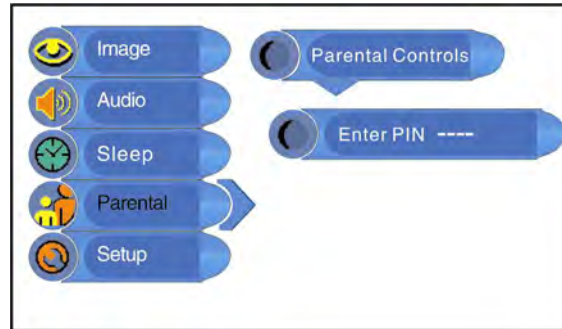 Image
Audio
Sleep
Parental
Setup
Parental Controls
Enter PIN ----